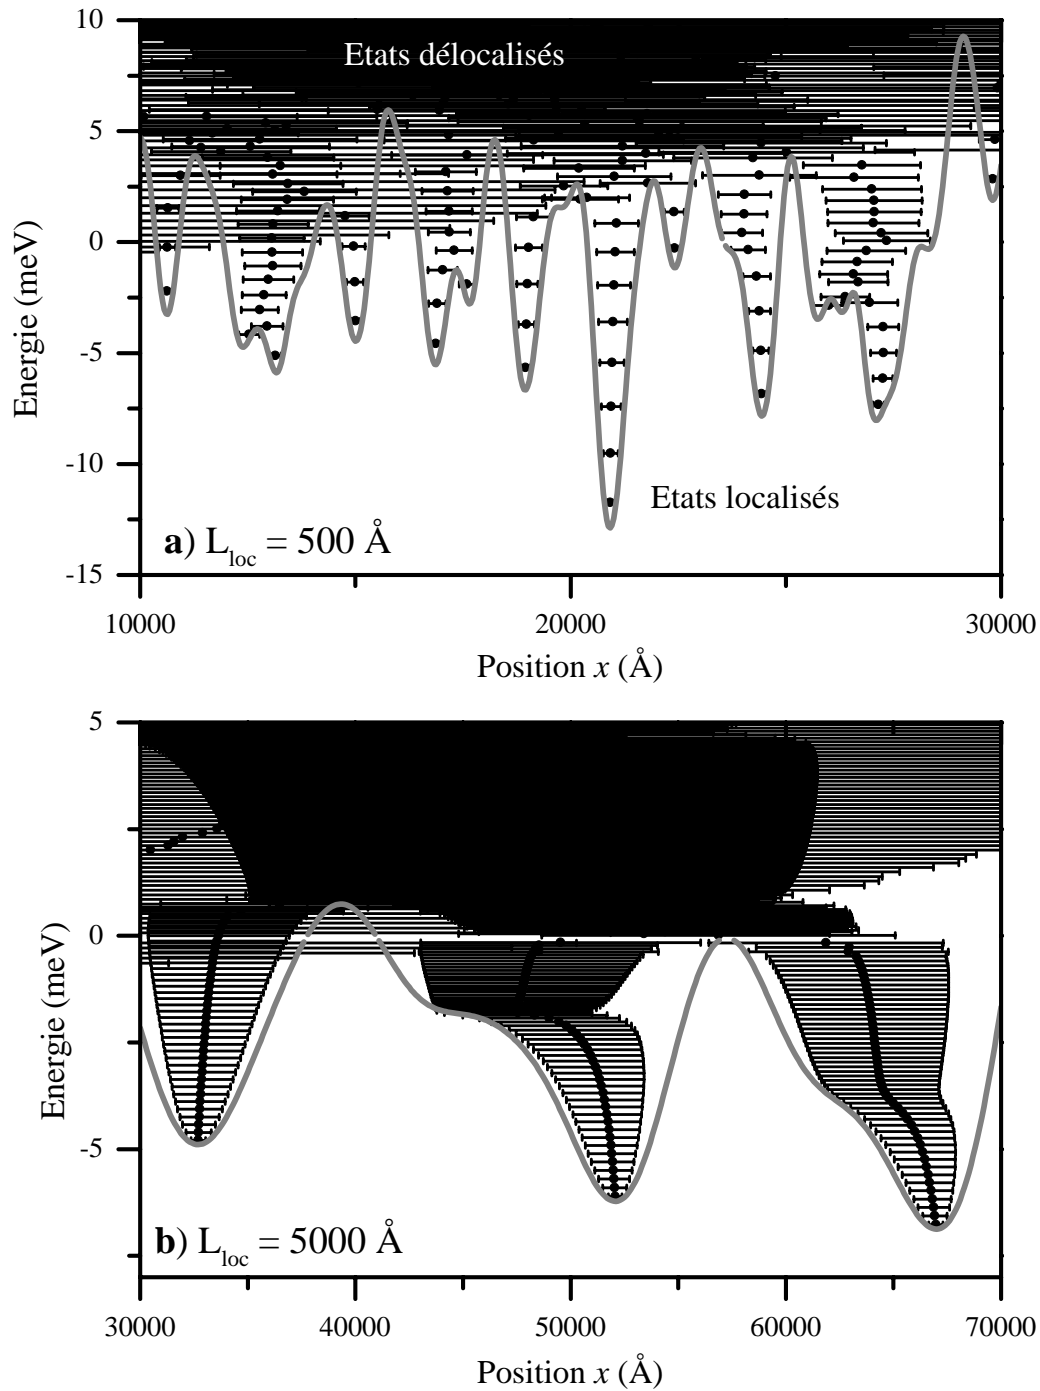 10
Etats délocalisés
5
0
-5
-10
-15
Energie (meV)
Etats localisés
a) L_loc = 500 Å
10000
20000
30000
Position x (Å)
5
0
-5
Energie (meV)
b) L_loc = 5000 Å
30000
40000
50000
60000
70000
Position x (Å)